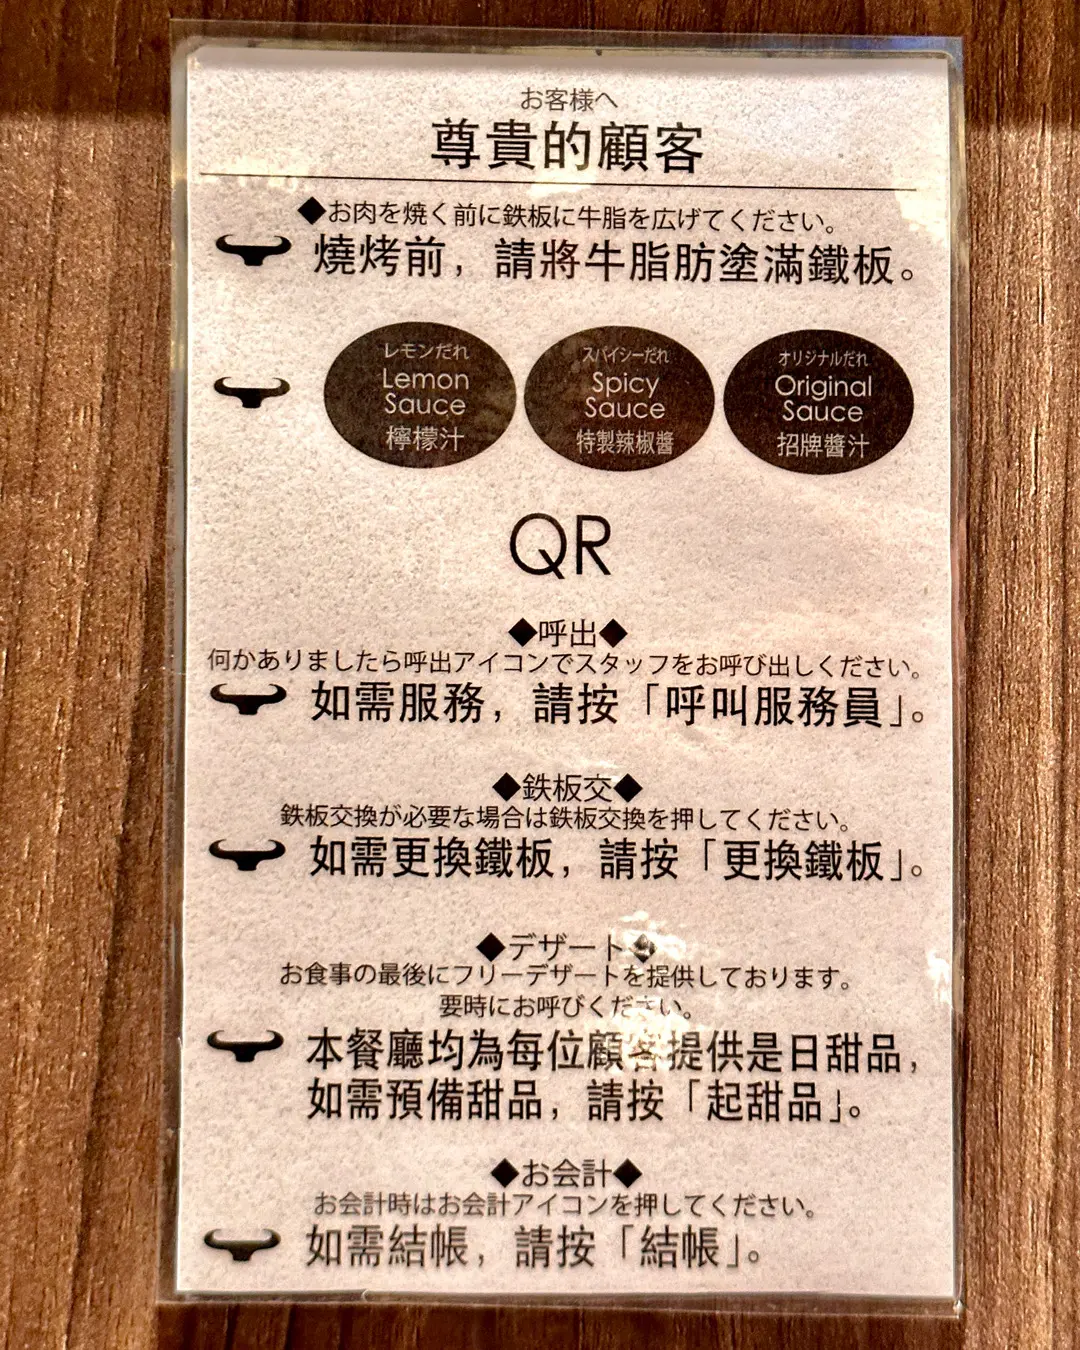 お客様へ
尊貴的顧客
◆お肉を焼く前に鉄板に牛脂を広げてください。
燒烤前，請將牛脂肪塗滿鐵板。
レモンだれ
Lemon
Sauce
檸檬汁
スパイシーだれ
Spicy
Sauce
特製辣椒醬
オリジナルだれ
Original
Sauce
招牌醬汁
QR
◆呼出◆
何かありましたら呼出アイコンでスタッフをお呼び出しください。
如需服務，請按「呼叫服務員」。
◆鉄板交◆
鉄板交換が必要な場合は鉄板交換を押してください。
如需更換鐵板，請按「更換鐵板」。
◆デザート◆
お食事の最後にフリーデザートを提供しております。
要時にお呼びください。
本餐廳均為每位顧客提供是日甜品，
如需預備甜品，請按「起甜品」。
◆お会計◆
お会計時はお会計アイコンを押してください。
如需結帳，請按「結帳」。